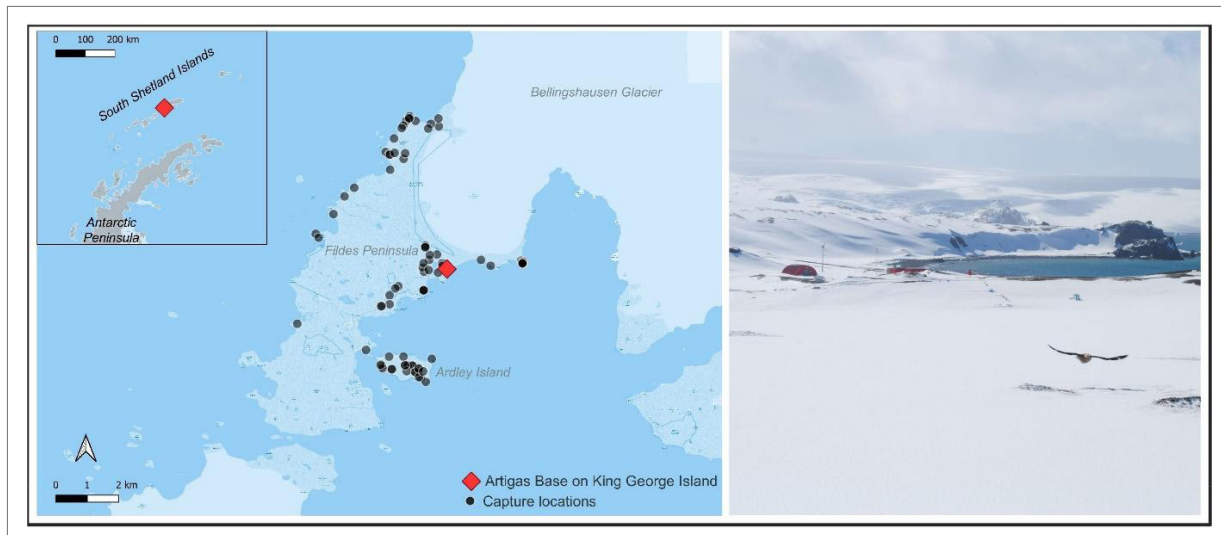 0 100 200 km
South Shetland Islands
Antarctic
Peninsula
Bellingshausen Glacier
Fildes Peninsula
Ardley Island
0 1 2 km
Artigas Base on King George Island
Capture locations